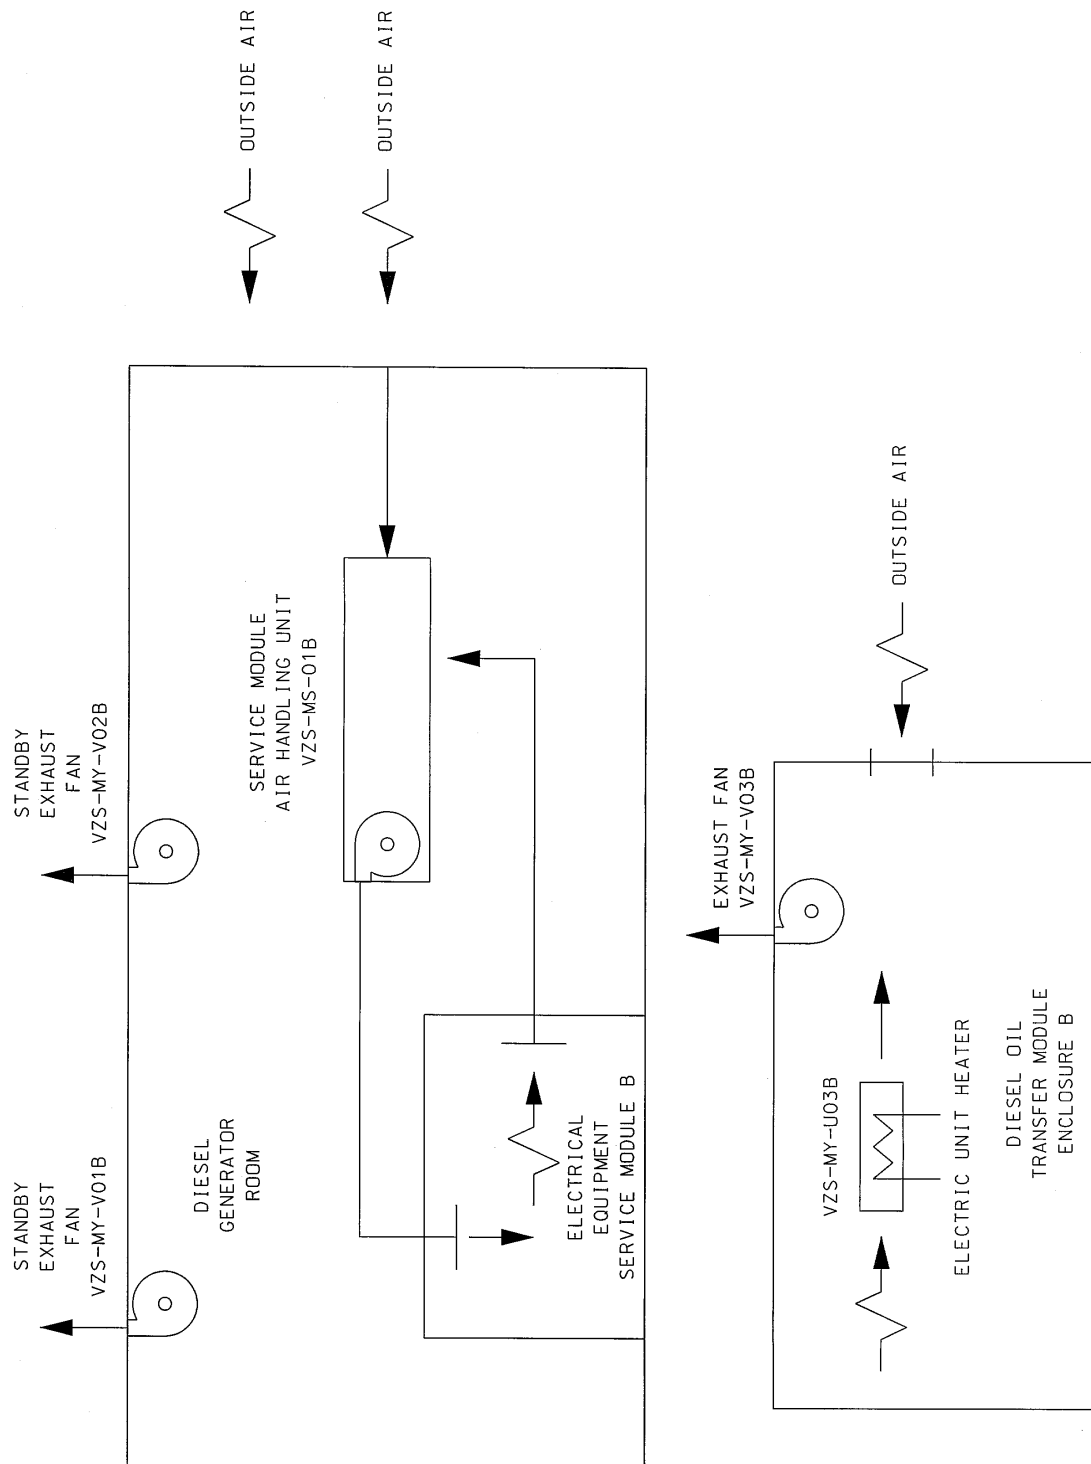 STANDBY
EXHAUST
FAN
VZS-MY-V01B
STANDBY
EXHAUST
FAN
VZS-MY-V02B
OUTSIDE AIR
OUTSIDE AIR
DIESEL
GENERATOR
ROOM
SERVICE MODULE
AIR HANDLING UNIT
VZS-MS-01B
ELECTRICAL
EQUIPMENT
SERVICE MODULE B
EXHAUST FAN
VZS-MY-V03B
OUTSIDE AIR
VZS-MY-U03B
ELECTRIC UNIT HEATER
DIESEL OIL
TRANSFER MODULE
ENCLOSURE B